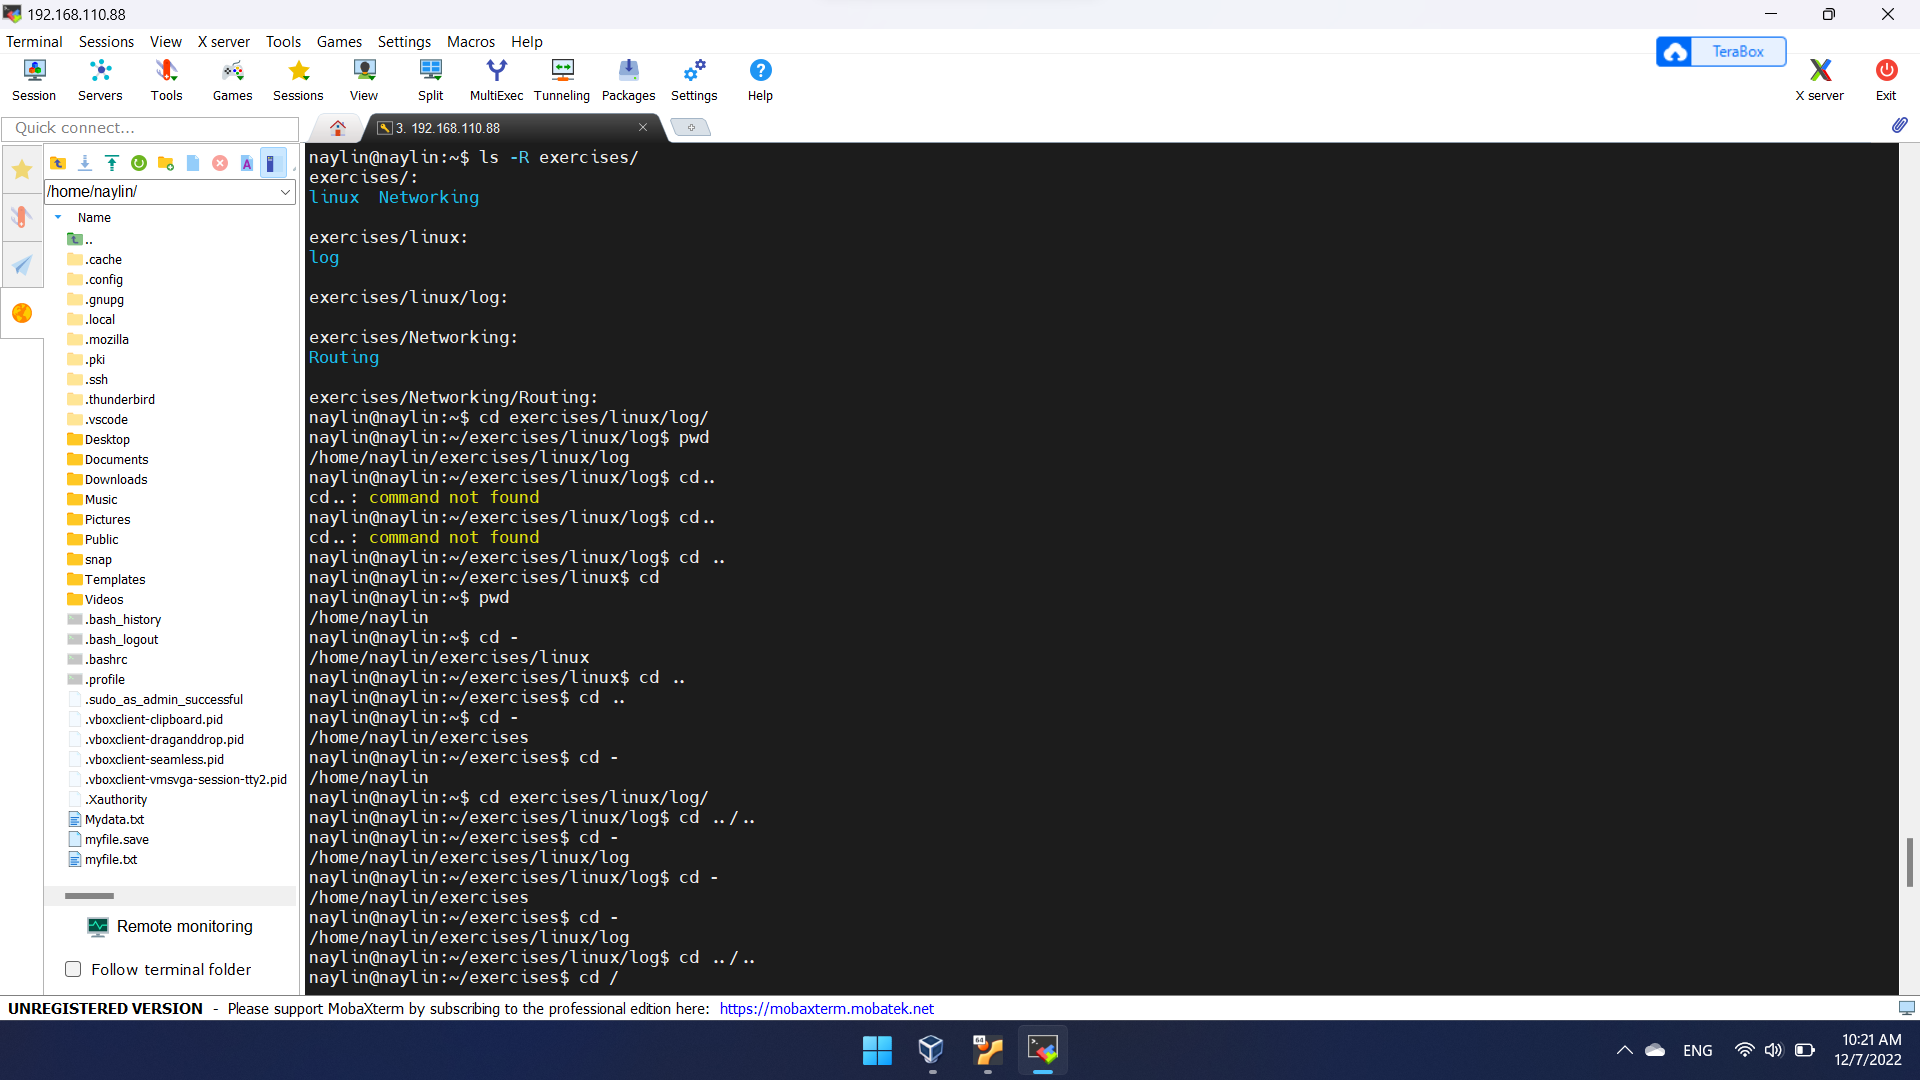 192.168.110.88
Terminal Sessions View X server Tools Games Settings Macros Help
TeraBox
Session Servers Tools Games Sessions View Split MultiExec Tunneling Packages Settings Help X server Exit
Quick connect...
3. 192.168.110.88
/home/naylin/
Name
..
.cache
.config
.gnupg
.local
.mozilla
.pki
.ssh
.thunderbird
.vscode
Desktop
Documents
Downloads
Music
Pictures
Public
snap
Templates
Videos
.bash_history
.bash_logout
.bashrc
.profile
.sudo_as_admin_successful
.vboxclient-clipboard.pid
.vboxclient-draganddrop.pid
.vboxclient-seamless.pid
.vboxclient-vmsvga-session-tty2.pid
.Xauthority
Mydata.txt
myfile.save
myfile.txt
Remote monitoring
Follow terminal folder
naylin@naylin:~$ ls -R exercises/
exercises/:
linux  Networking
exercises/linux:
log
exercises/linux/log:
exercises/Networking:
Routing
exercises/Networking/Routing:
naylin@naylin:~$ cd exercises/linux/log/
naylin@naylin:~/exercises/linux/log$ pwd
/home/naylin/exercises/linux/log
naylin@naylin:~/exercises/linux/log$ cd..
cd..: command not found
naylin@naylin:~/exercises/linux/log$ cd..
cd..: command not found
naylin@naylin:~/exercises/linux/log$ cd ..
naylin@naylin:~/exercises/linux$ cd
naylin@naylin:~$ pwd
/home/naylin
naylin@naylin:~$ cd -
/home/naylin/exercises/linux
naylin@naylin:~/exercises/linux$ cd ..
naylin@naylin:~/exercises$ cd ..
naylin@naylin:~$ cd -
/home/naylin/exercises
naylin@naylin:~/exercises$ cd -
/home/naylin
naylin@naylin:~$ cd exercises/linux/log/
naylin@naylin:~/exercises/linux/log$ cd ../..
naylin@naylin:~/exercises$ cd -
/home/naylin/exercises/linux/log
naylin@naylin:~/exercises/linux/log$ cd -
/home/naylin/exercises
naylin@naylin:~/exercises$ cd -
/home/naylin/exercises/linux/log
naylin@naylin:~/exercises/linux/log$ cd ../..
naylin@naylin:~/exercises$ cd /
UNREGISTERED VERSION - Please support MobaXterm by subscribing to the professional edition here: https://mobaxterm.mobatek.net
64
ENG
10:21 AM
12/7/2022